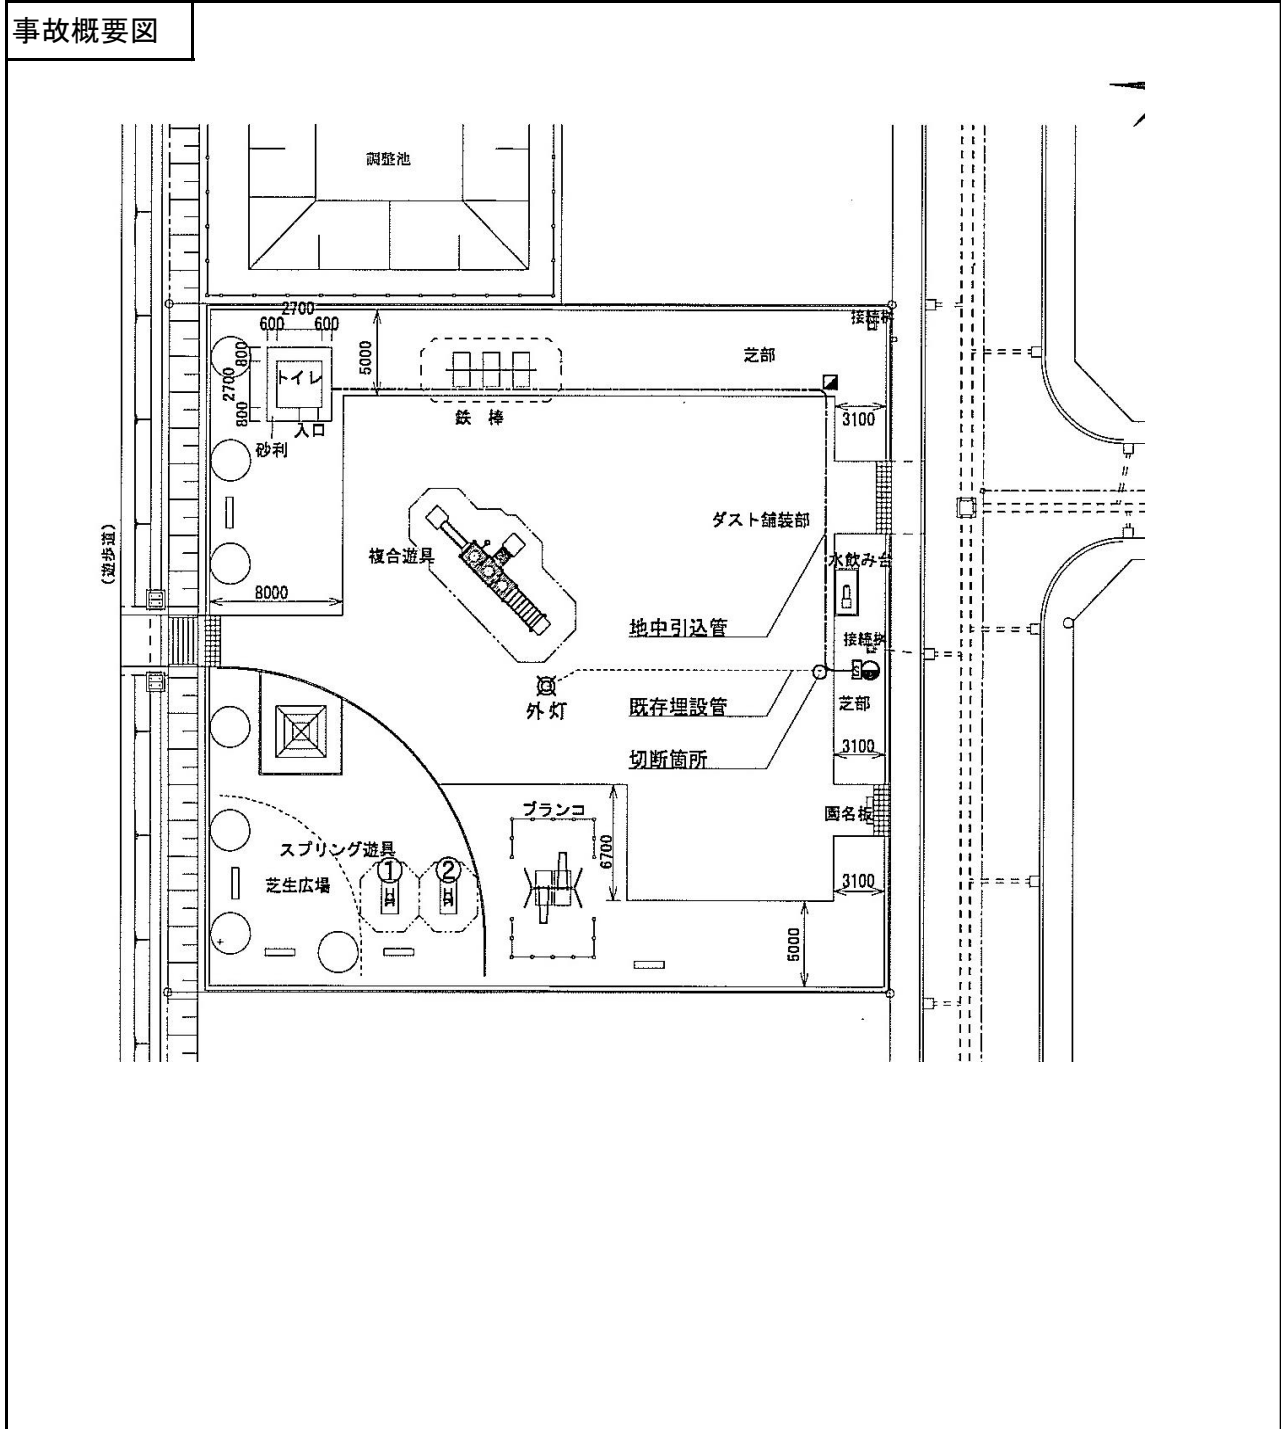 事故概要図
調整池
2700
600
600
接続桝
800
2700
800
トイレ
5000
芝部
鉄 棒
3100
入口
砂利
ダスト舗装部
(遊歩道)
複合遊具
水飲み台
8000
地中引込管
接続桝
S
外灯
既存埋設管
芝部
切断箇所
3100
ブランコ
園名板
スプリング遊具
6700
芝生広場
①
②
3100
5000